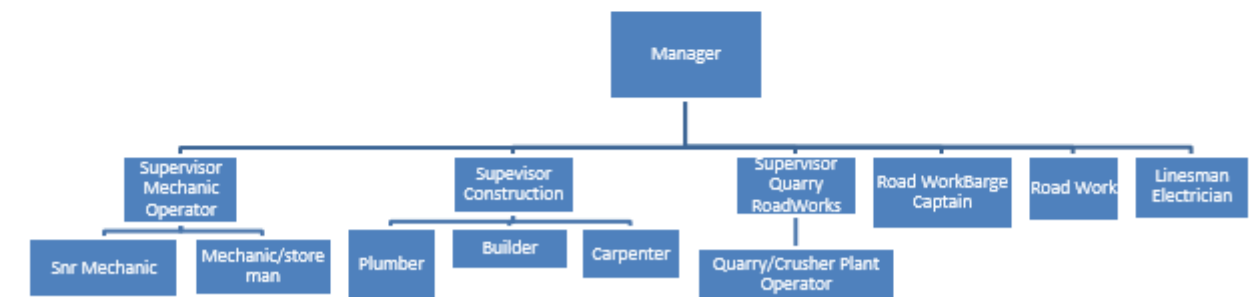 Manager
Supervisor
Mechanic
Operator
Supevisor
Construction
Supervisor
Quarry
RoadWorks
Road WorkBarge
Captain
Road Work
Linesman
Electrician
Snr Mechanic
Mechanic/store
man
Plumber
Builder
Carpenter
Quarry/Crusher Plant
Operator